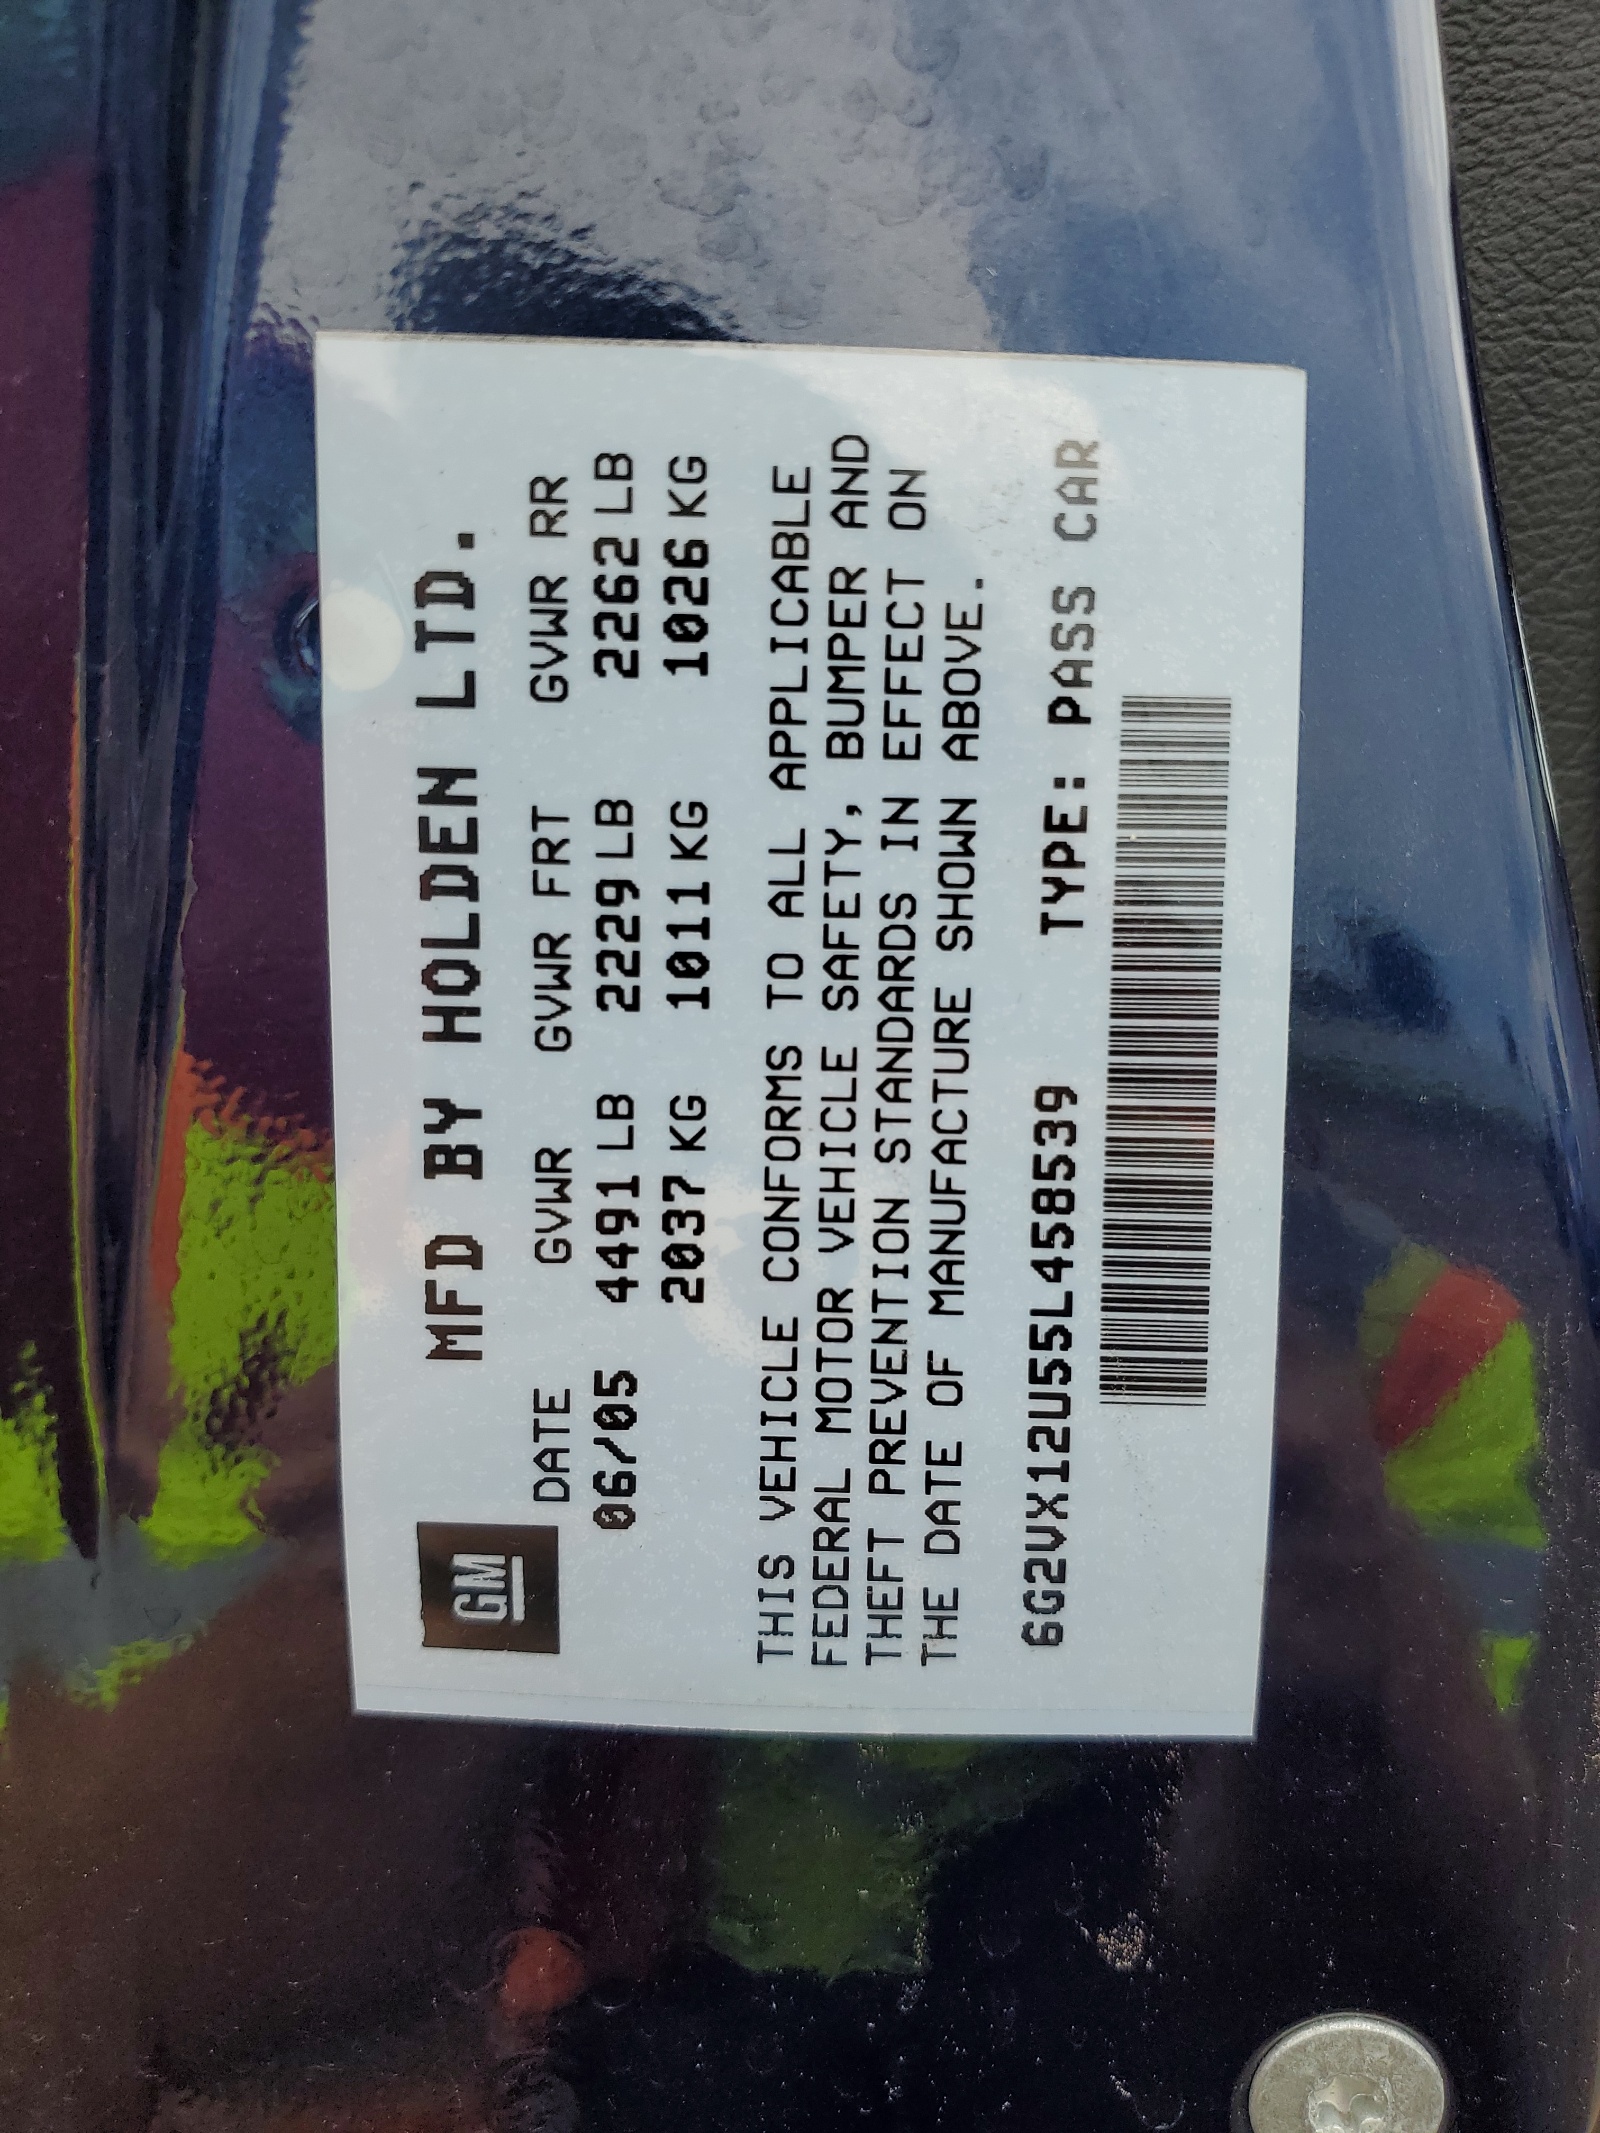 GM
MFD BY HOLDEN LTD.
DATE GVWR GVWR FRT GVWR RR
06/05 4491 LB 2229 LB 2262 LB
2037 KG 1011 KG 1026 KG
THIS VEHICLE CONFORMS TO ALL APPLICABLE
FEDERAL MOTOR VEHICLE SAFETY, BUMPER AND
THEFT PREVENTION STANDARDS IN EFFECT ON
THE DATE OF MANUFACTURE SHOWN ABOVE.
6G2VX12U55L458539 TYPE: PASS CAR